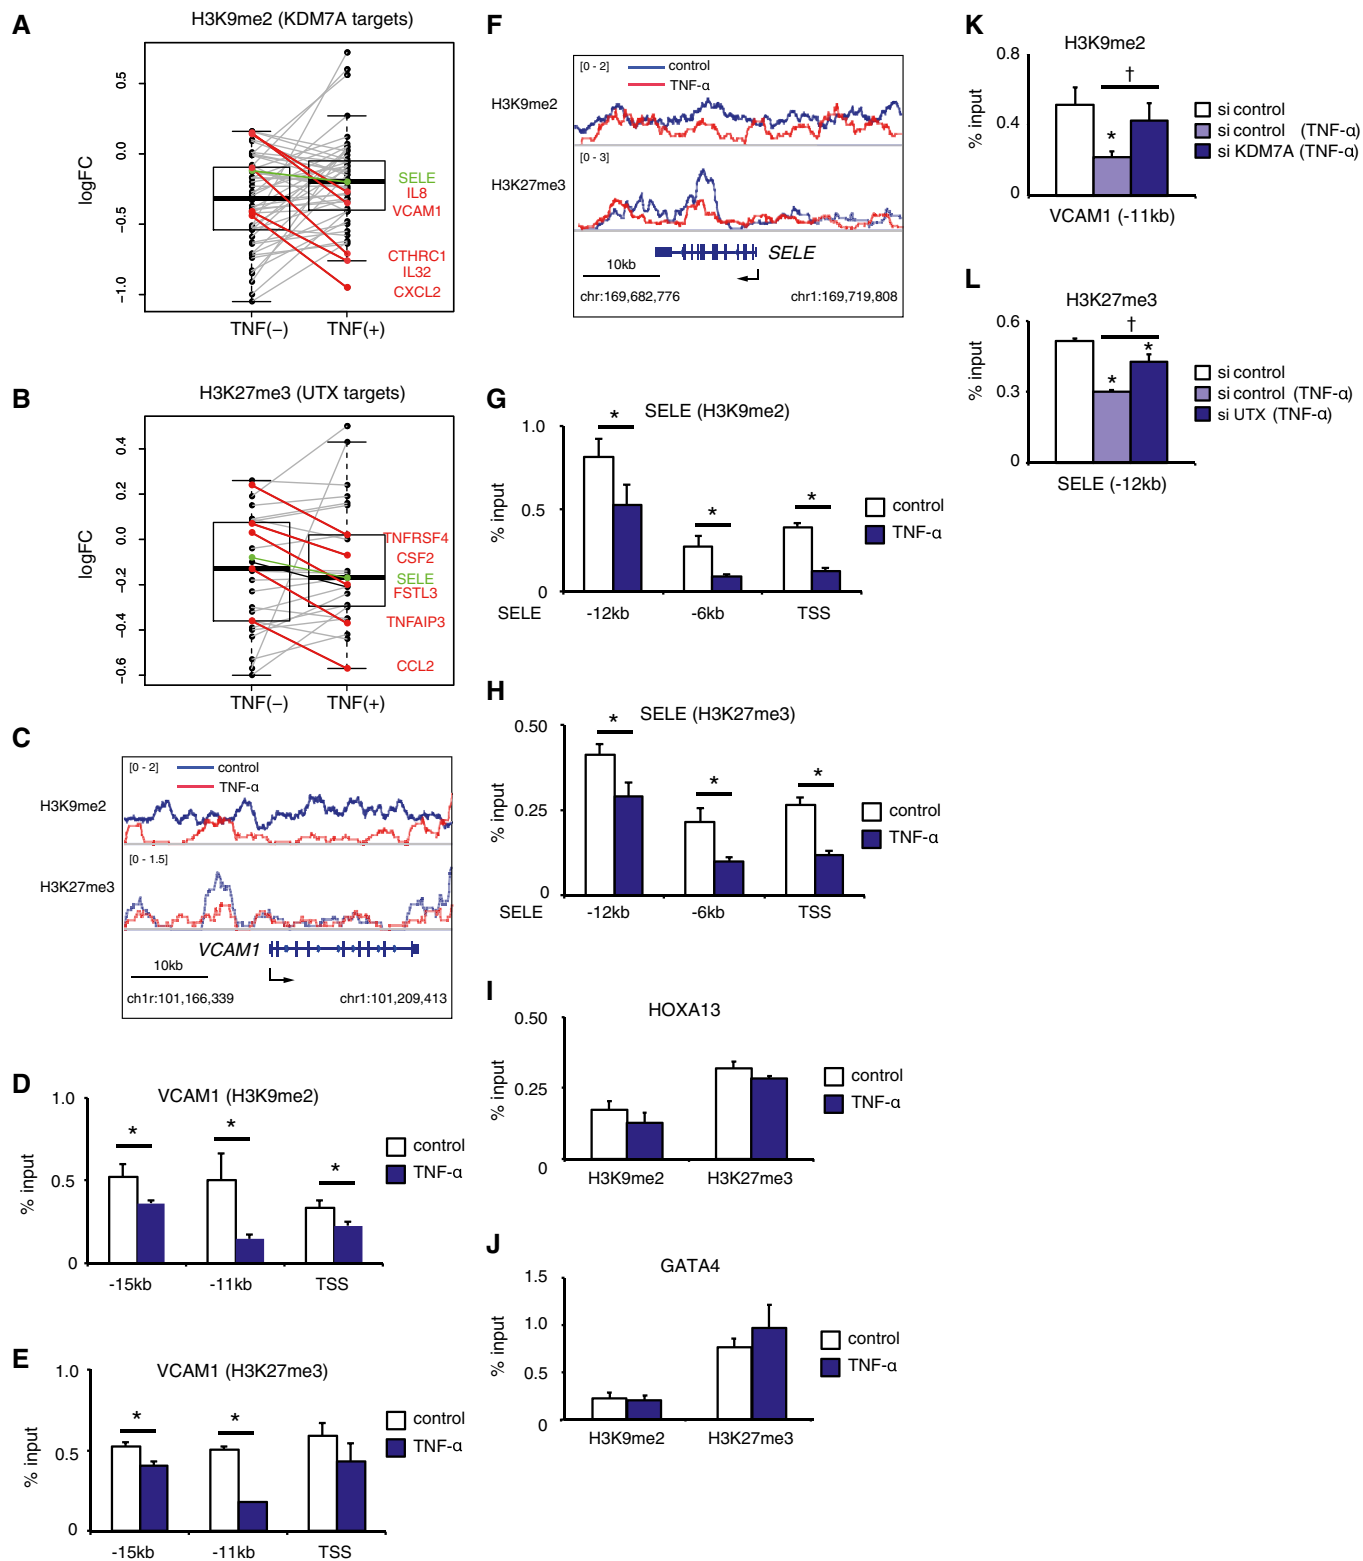 A
H3K9me2 (KDM7A targets)
logFC
0.5
0.0
−0.5
−1.0
SELE
IL8
VCAM1
CTHRC1
IL32
CXCL2
TNF(−)
TNF(+)
B
H3K27me3 (UTX targets)
logFC
0.4
0.2
0.0
−0.2
−0.4
−0.6
TNFRSF4
CSF2
SELE
FSTL3
TNFAIP3
CCL2
TNF(−)
TNF(+)
C
[0 - 2]
control
TNF-α
H3K9me2
[0 - 1.5]
H3K27me3
VCAM1
10kb
ch1r:101,166,339
chr1:101,209,413
D
VCAM1 (H3K9me2)
% input
1.0
0.5
0
-15kb
-11kb
TSS
*
*
*
control
TNF-α
E
VCAM1 (H3K27me3)
% input
1.0
0.5
0
-15kb
-11kb
TSS
*
*
control
TNF-α
F
[0 - 2]
control
TNF-α
H3K9me2
[0 - 3]
H3K27me3
SELE
10kb
chr:169,682,776
chr1:169,719,808
G
SELE (H3K9me2)
% input
1.0
0.5
0
SELE
-12kb
-6kb
TSS
*
*
*
control
TNF-α
H
SELE (H3K27me3)
% input
0.50
0.25
0
SELE
-12kb
-6kb
TSS
*
*
*
control
TNF-α
I
HOXA13
% input
0.50
0.25
0
H3K9me2
H3K27me3
control
TNF-α
J
GATA4
% input
1.5
1.0
0.5
0
H3K9me2
H3K27me3
control
TNF-α
K
H3K9me2
% input
0.8
0.4
0
†
*
VCAM1 (-11kb)
si control
si control (TNF-α)
si KDM7A (TNF-α)
L
H3K27me3
% input
0.6
0.3
0
†
*
*
SELE (-12kb)
si control
si control (TNF-α)
si UTX (TNF-α)